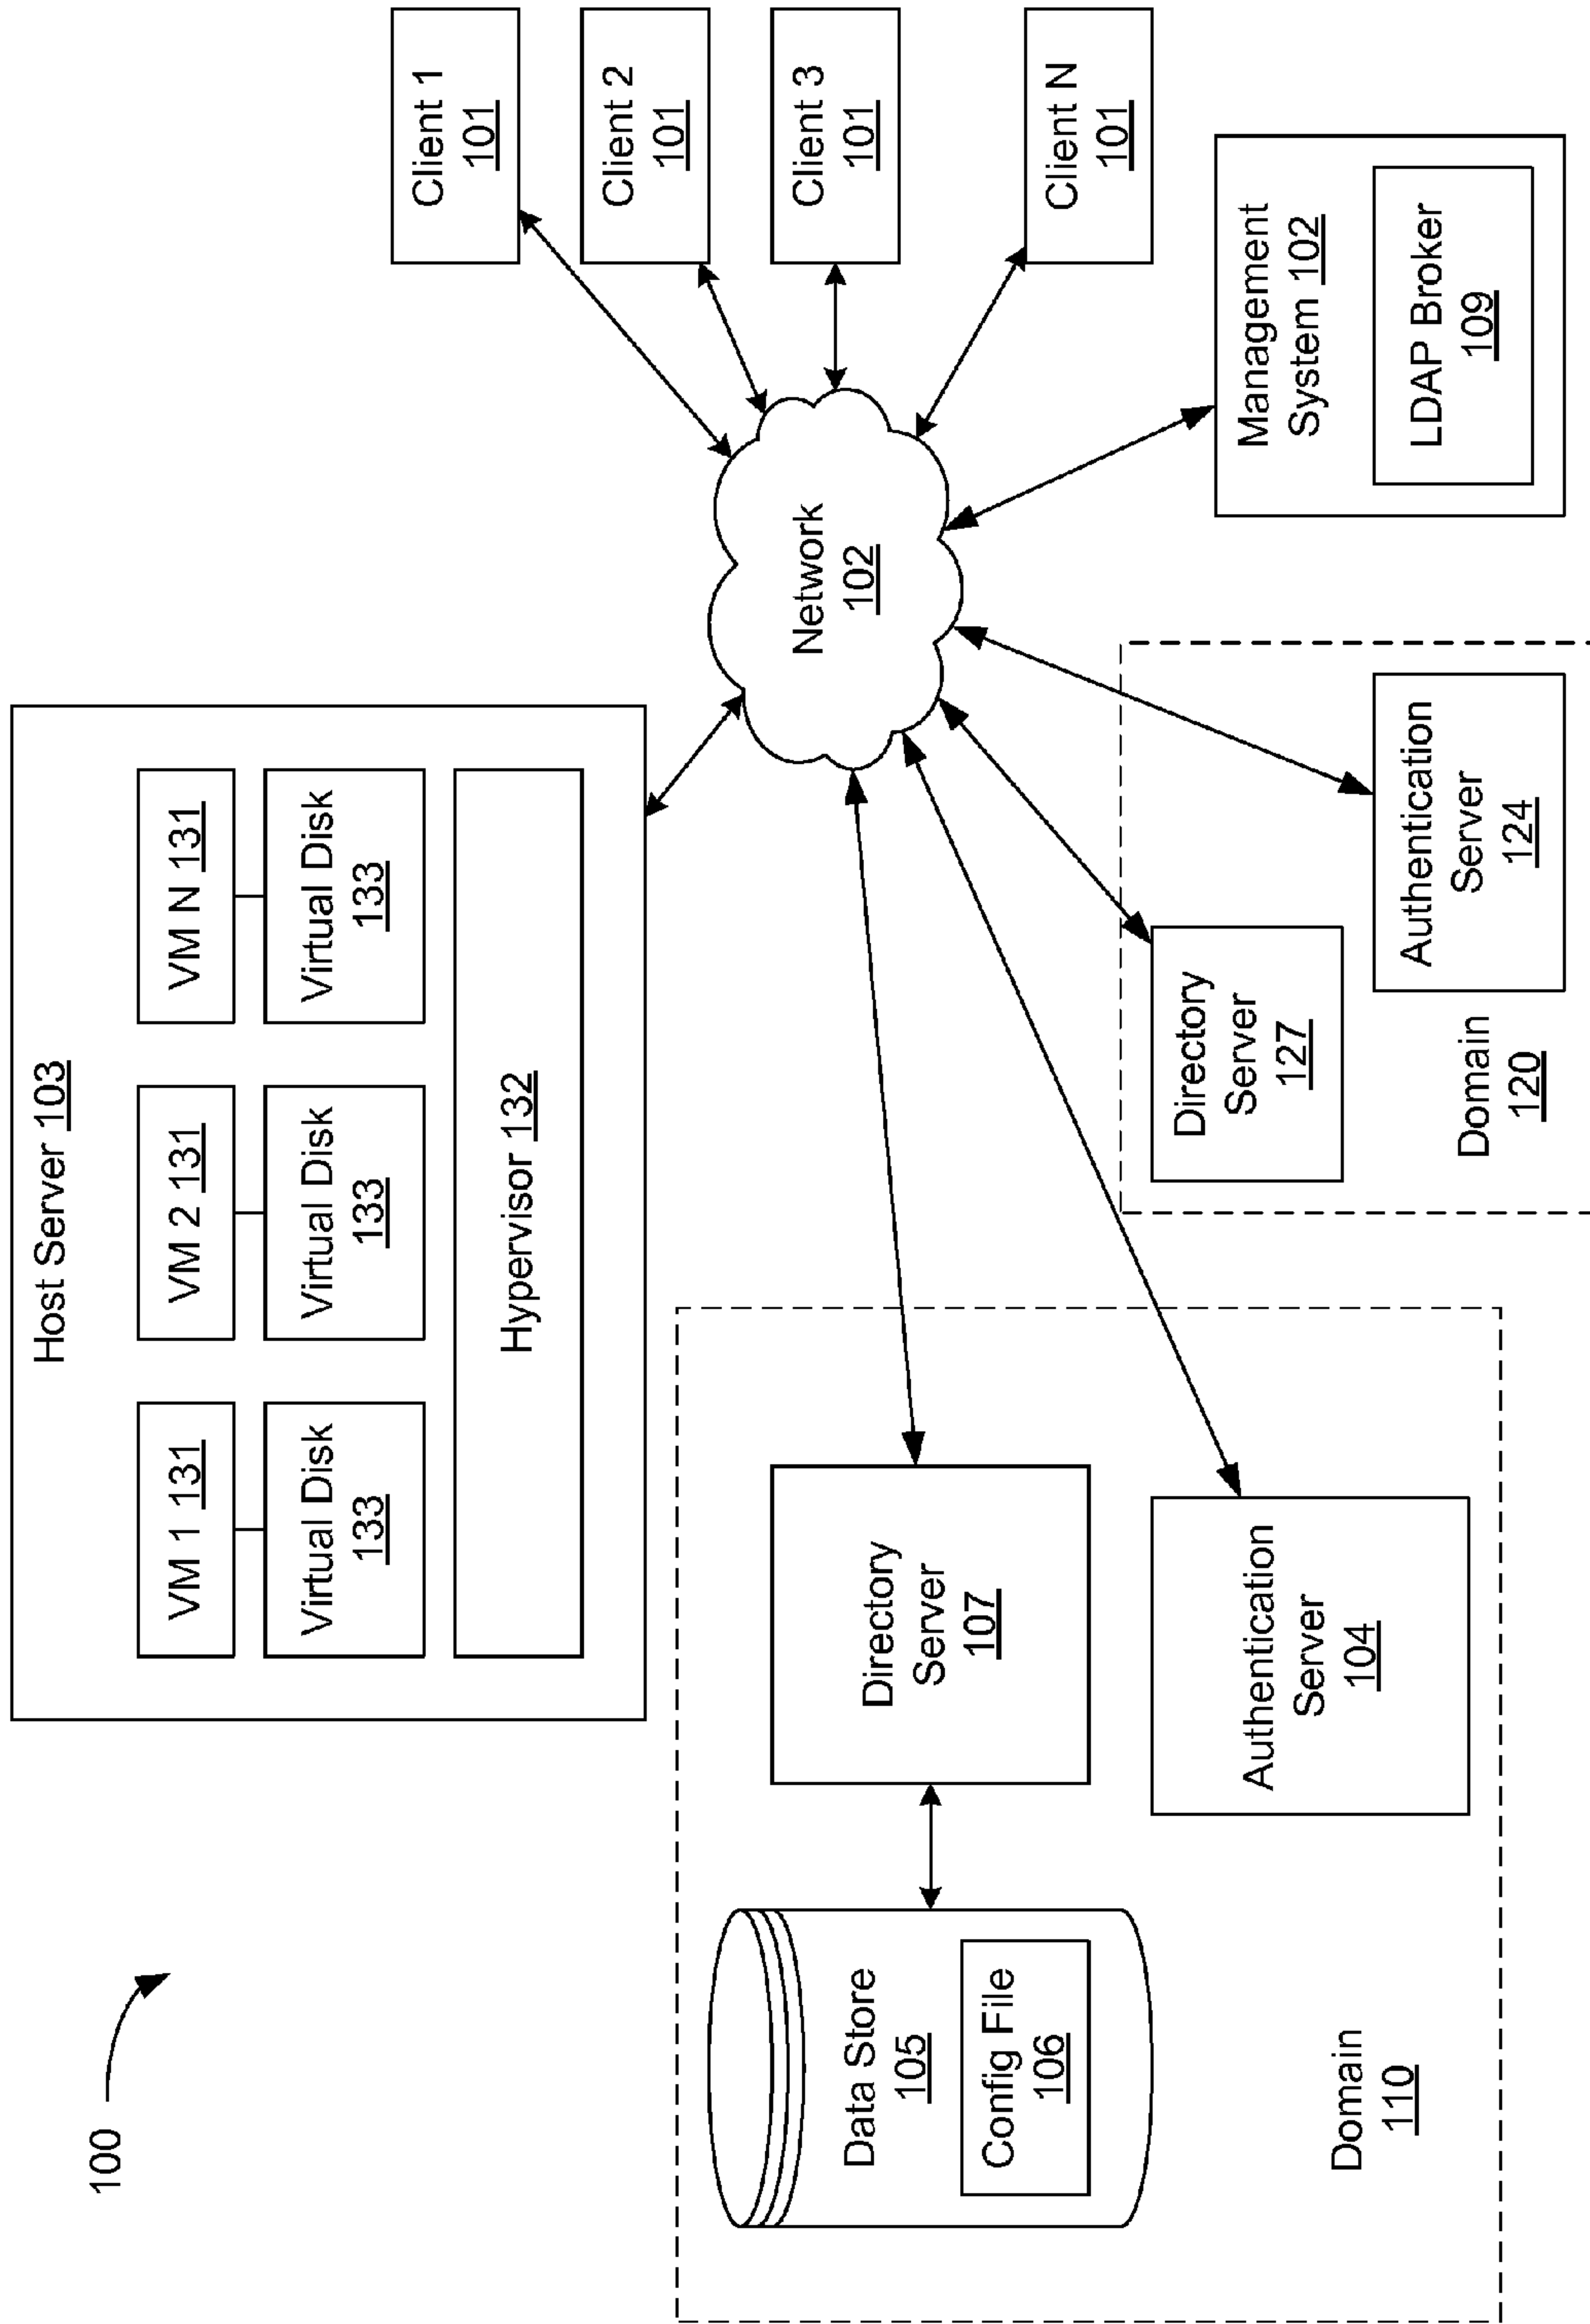 100
Host Server 103
VM 1 131
VM 2 131
VM N 131
Virtual Disk
133
Virtual Disk
133
Virtual Disk
133
Hypervisor 132
Client 1
101
Client 2
101
Client 3
101
Client N
101
Network
102
Data Store
105
Config File
106
Directory
Server
107
Authentication
Server
104
Domain
110
Directory
Server
127
Authentication
Server
124
Domain
120
Management
System 102
LDAP Broker
109